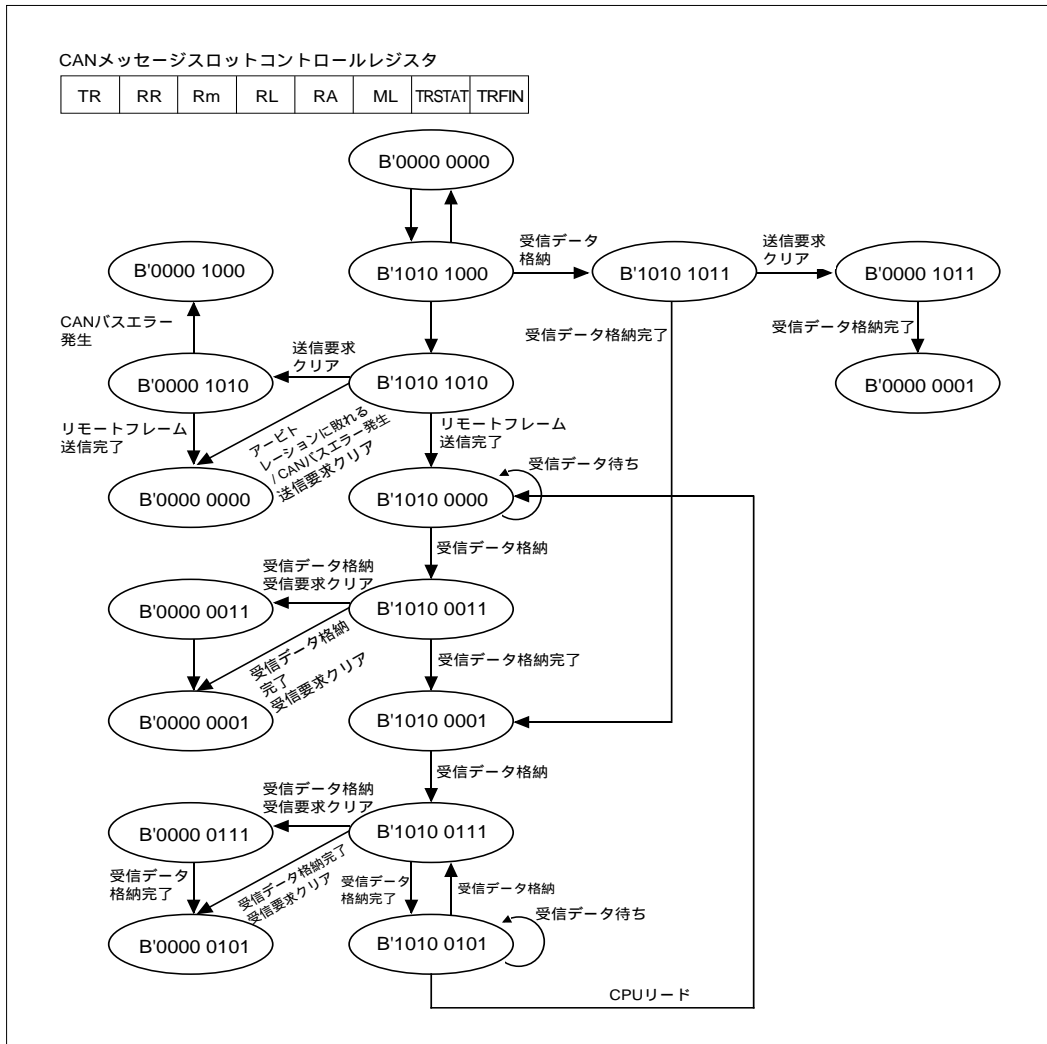 CANメッセージスロットコントロールレジスタ
TR RR Rm RL RA ML TRSTAT TRFIN
B'0000 0000
B'0000 1000
B'1010 1000
受信データ
格納
B'1010 1011
送信要求
クリア
B'0000 1011
CANバスエラー
発生
受信データ格納完了
受信データ格納完了
B'0000 1010
送信要求
クリア
B'1010 1010
B'0000 0001
リモートフレーム
送信完了
アービト
レーションに敗れる
/ CANバスエラー発生
送信要求クリア
リモートフレーム
送信完了
受信データ待ち
B'0000 0000
B'1010 0000
受信データ格納
受信データ格納
受信要求クリア
B'0000 0011
B'1010 0011
受信データ格納
完了
受信要求クリア
受信データ格納完了
B'0000 0001
B'1010 0001
受信データ格納
受信データ格納
受信要求クリア
B'0000 0111
B'1010 0111
受信データ
格納完了
受信データ格納完了
受信要求クリア
受信データ
格納完了
受信データ格納
受信データ待ち
B'0000 0101
B'1010 0101
CPUリード